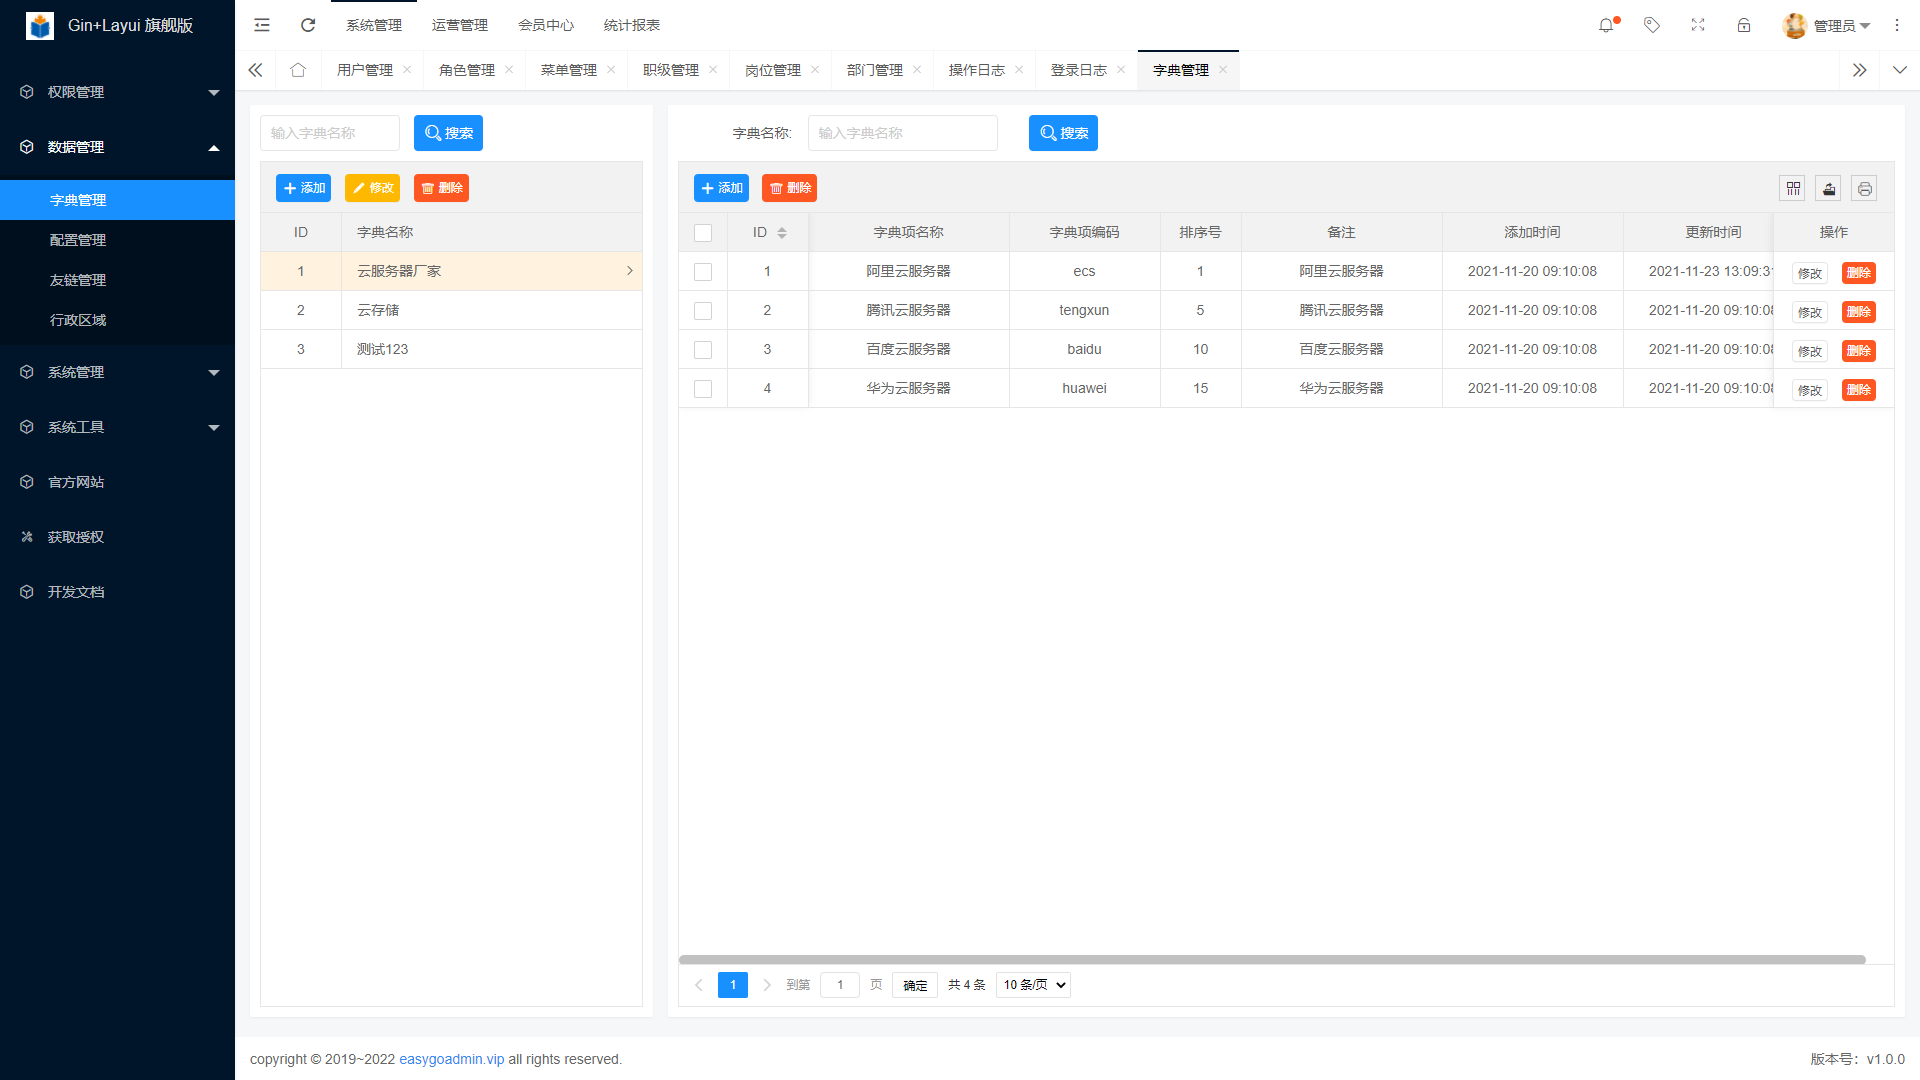 Gin+Layui 旗舰版
系统管理 运营管理 会员中心 统计报表 管理员
用户管理 角色管理 菜单管理 职级管理 岗位管理 部门管理 操作日志 登录日志 字典管理
权限管理
数据管理
字典管理
配置管理
友链管理
行政区域
系统管理
系统工具
官方网站
获取授权
开发文档
输入字典名称 搜索
添加 修改 删除
ID 字典名称
1 云服务器厂家
2 云存储
3 测试123
字典名称: 输入字典名称 搜索
添加 删除
ID 字典项名称 字典项编码 排序号 备注 添加时间 更新时间 操作
1 阿里云服务器 ecs 1 阿里云服务器 2021-11-20 09:10:08 2021-11-23 13:09:3 修改 删除
2 腾讯云服务器 tengxun 5 腾讯云服务器 2021-11-20 09:10:08 2021-11-20 09:10:08 修改 删除
3 百度云服务器 baidu 10 百度云服务器 2021-11-20 09:10:08 2021-11-20 09:10:08 修改 删除
4 华为云服务器 huawei 15 华为云服务器 2021-11-20 09:10:08 2021-11-20 09:10:08 修改 删除
1 到第 1 页 确定 共 4 条 10 条/页
copyright © 2019~2022 easygoadmin.vip all rights reserved.
版本号：v1.0.0